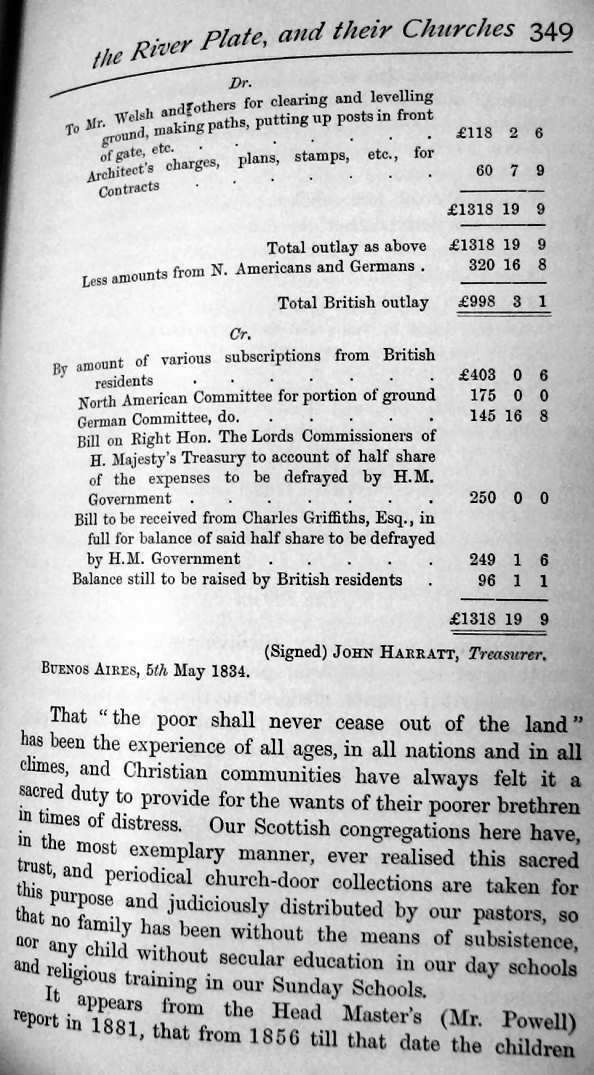 the River Plate, and their Churches 349
Dr.
To Mr. Welsh and others for clearing and levelling
ground, making paths, putting up posts in front
of gate, etc. . . . . . . . £118 2 6
Architect's charges, plans, stamps, etc., for
Contracts . . . . . . . 60 7 9
£1318 19 9
Total outlay as above £1318 19 9
Less amounts from N. Americans and Germans . 320 16 8
Total British outlay £998 3 1
Cr.
By amount of various subscriptions from British
residents . . . . . . . £403 0 6
North American Committee for portion of ground 175 0 0
German Committee, do. . . . . . 145 16 8
Bill on Right Hon. The Lords Commissioners of
H. Majesty's Treasury to account of half share
of the expenses to be defrayed by H.M.
Government . . . . . . . 250 0 0
Bill to be received from Charles Griffiths, Esq., in
full for balance of said half share to be defrayed
by H.M. Government . . . . . 249 1 6
Balance still to be raised by British residents . 96 1 1
£1318 19 9
(Signed) JOHN HARRATT, Treasurer.
BUENOS AIRES, 5th May 1834.
That "the poor shall never cease out of the land"
has been the experience of all ages, in all nations and in all
climes, and Christian communities have always felt it a
sacred duty to provide for the wants of their poorer brethren
in times of distress. Our Scottish congregations here have,
in the most exemplary manner, ever realised this sacred
trust, and periodical church-door collections are taken for
this purpose and judiciously distributed by our pastors, so
that no family has been without the means of subsistence,
nor any child without secular education in our day schools
and religious training in our Sunday Schools.
It appears from the Head Master's (Mr. Powell)
report in 1881, that from 1856 till that date the children